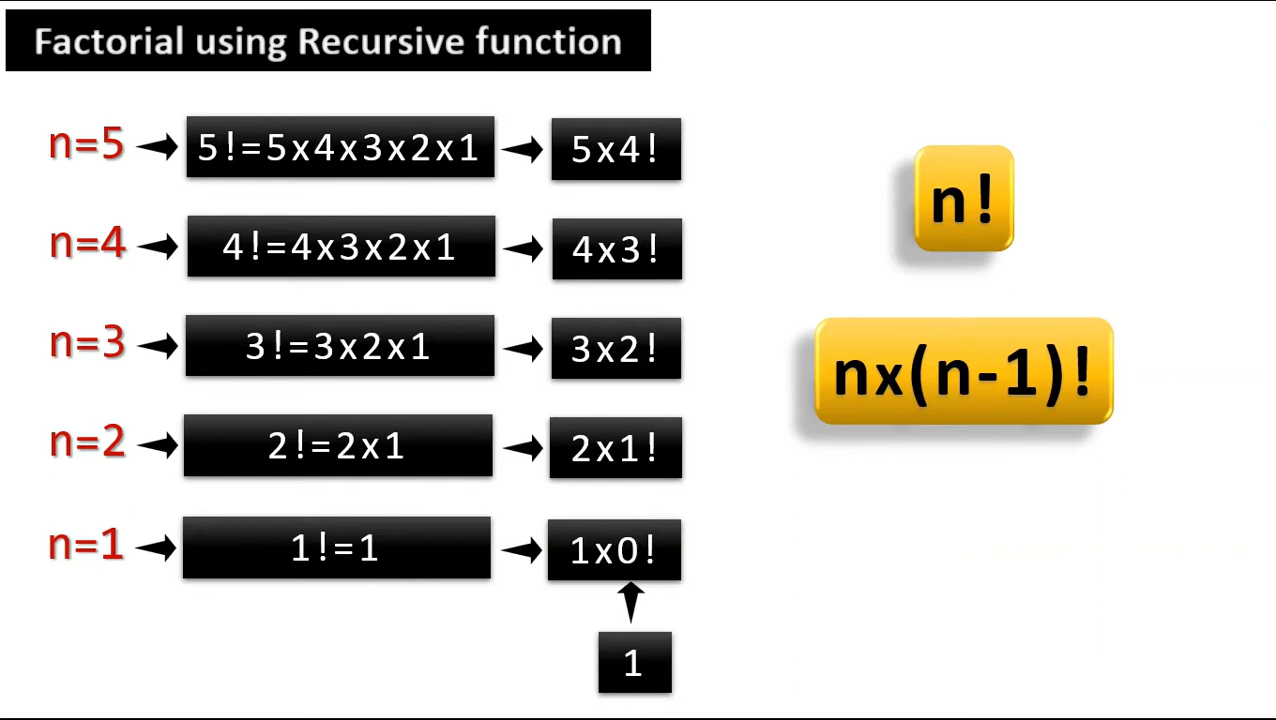 Factorial using Recursive function
n=5 5!=5x4x3x2x1 5x4!
n=4 4!=4x3x2x1 4x3!
n=3 3!=3x2x1 3x2!
n=2 2!=2x1 2x1!
n=1 1!=1 1x0!
1
n!
nx(n-1)!